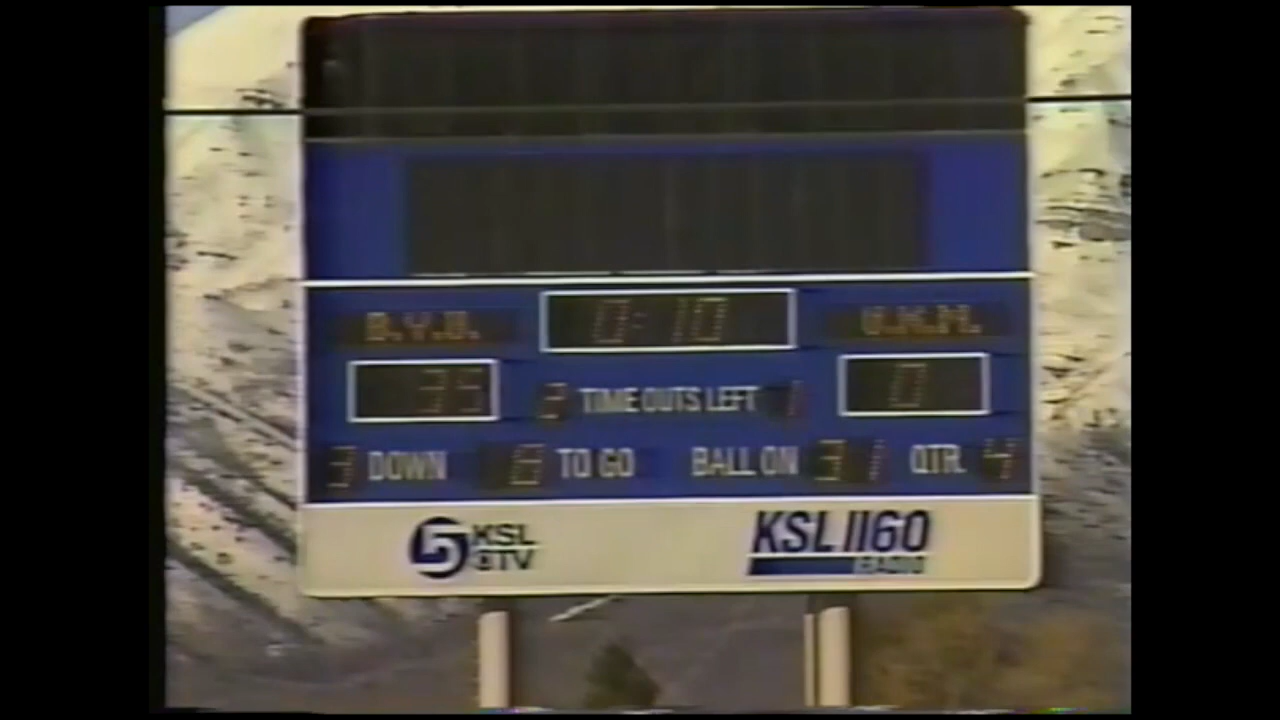 0:10
B.Y.U. U.N.M.
35 0
2 TIME OUTS LEFT 1
3 DOWN 6 TO GO BALL ON 31 QTR. 4
5 KSL TV KSL 1160
RADIO